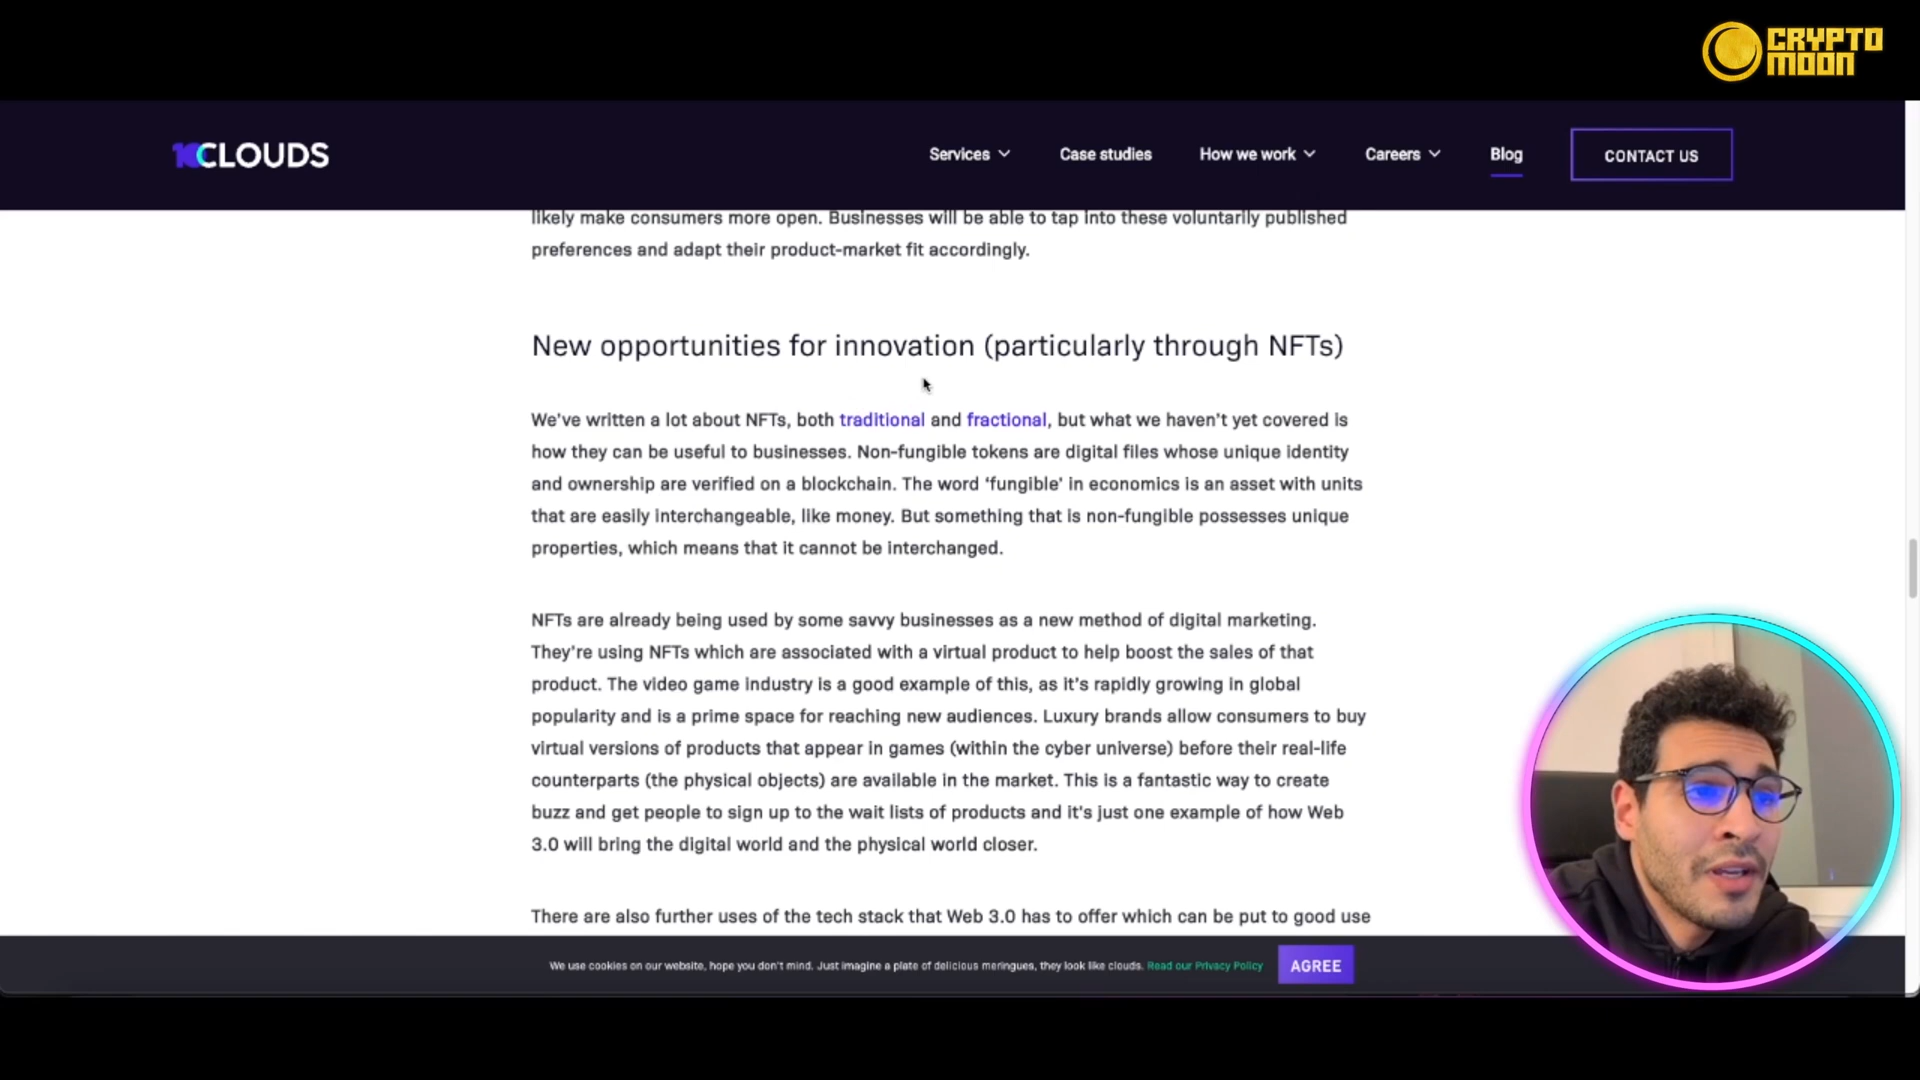 CRYPTO
MOON
10CLOUDS
Services
Case studies
How we work
Careers
Blog
CONTACT US
likely make consumers more open. Businesses will be able to tap into these voluntarily published
preferences and adapt their product-market fit accordingly.
New opportunities for innovation (particularly through NFTs)
We've written a lot about NFTs, both traditional and fractional, but what we haven't yet covered is
how they can be useful to businesses. Non-fungible tokens are digital files whose unique identity
and ownership are verified on a blockchain. The word ‘fungible’ in economics is an asset with units
that are easily interchangeable, like money. But something that is non-fungible possesses unique
properties, which means that it cannot be interchanged.
NFTs are already being used by some savvy businesses as a new method of digital marketing.
They're using NFTs which are associated with a virtual product to help boost the sales of that
product. The video game industry is a good example of this, as it's rapidly growing in global
popularity and is a prime space for reaching new audiences. Luxury brands allow consumers to buy
virtual versions of products that appear in games (within the cyber universe) before their real-life
counterparts (the physical objects) are available in the market. This is a fantastic way to create
buzz and get people to sign up to the wait lists of products and it's just one example of how Web
3.0 will bring the digital world and the physical world closer.
There are also further uses of the tech stack that Web 3.0 has to offer which can be put to good use
We use cookies on our website, hope you don't mind. Just imagine a plate of delicious meringues, they look like clouds. Read our Privacy Policy
AGREE